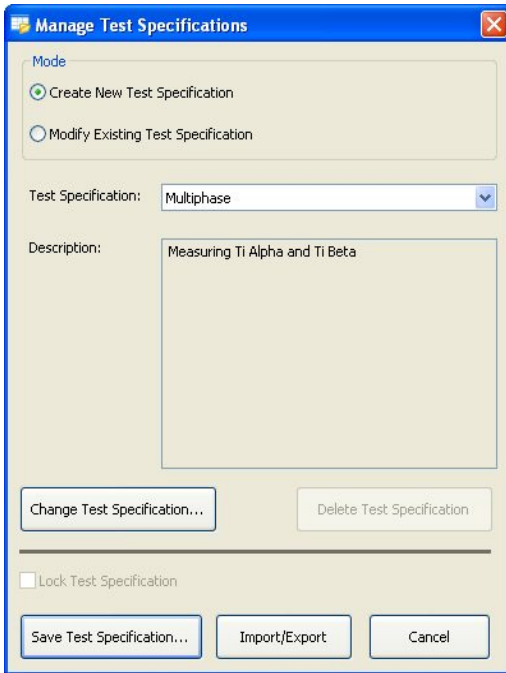 Manage Test Specifications
Mode
Create New Test Specification
Modify Existing Test Specification
Test Specification: Multiphase
Description: Measuring Ti Alpha and Ti Beta
Change Test Specification... Delete Test Specification
Lock Test Specification
Save Test Specification... Import/Export Cancel